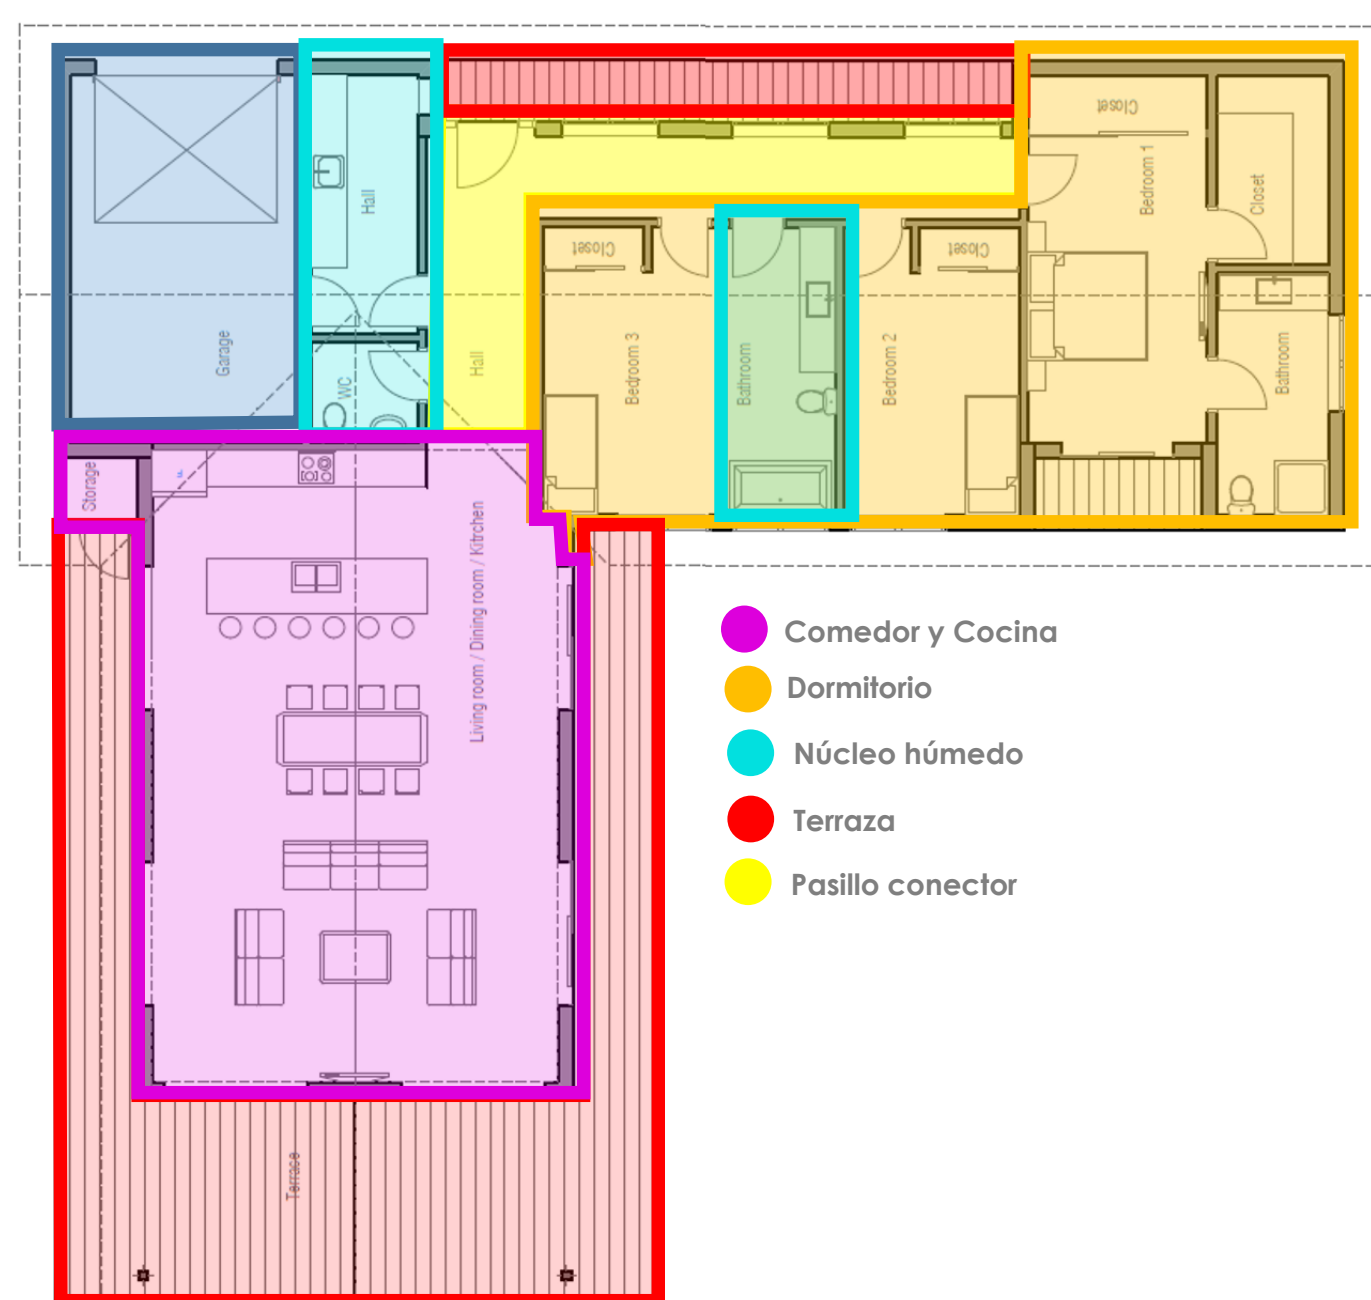 Closet
Bedroom 1
Closet
Hall
Closet
Closet
Garage
Hall
WC
Bedroom 3
Bathroom
Bedroom 2
Bathroom
Storage
Living room / Dining room / Kitchen
Comedor y Cocina
Dormitorio
Núcleo húmedo
Terraza
Pasillo conector
Terrace